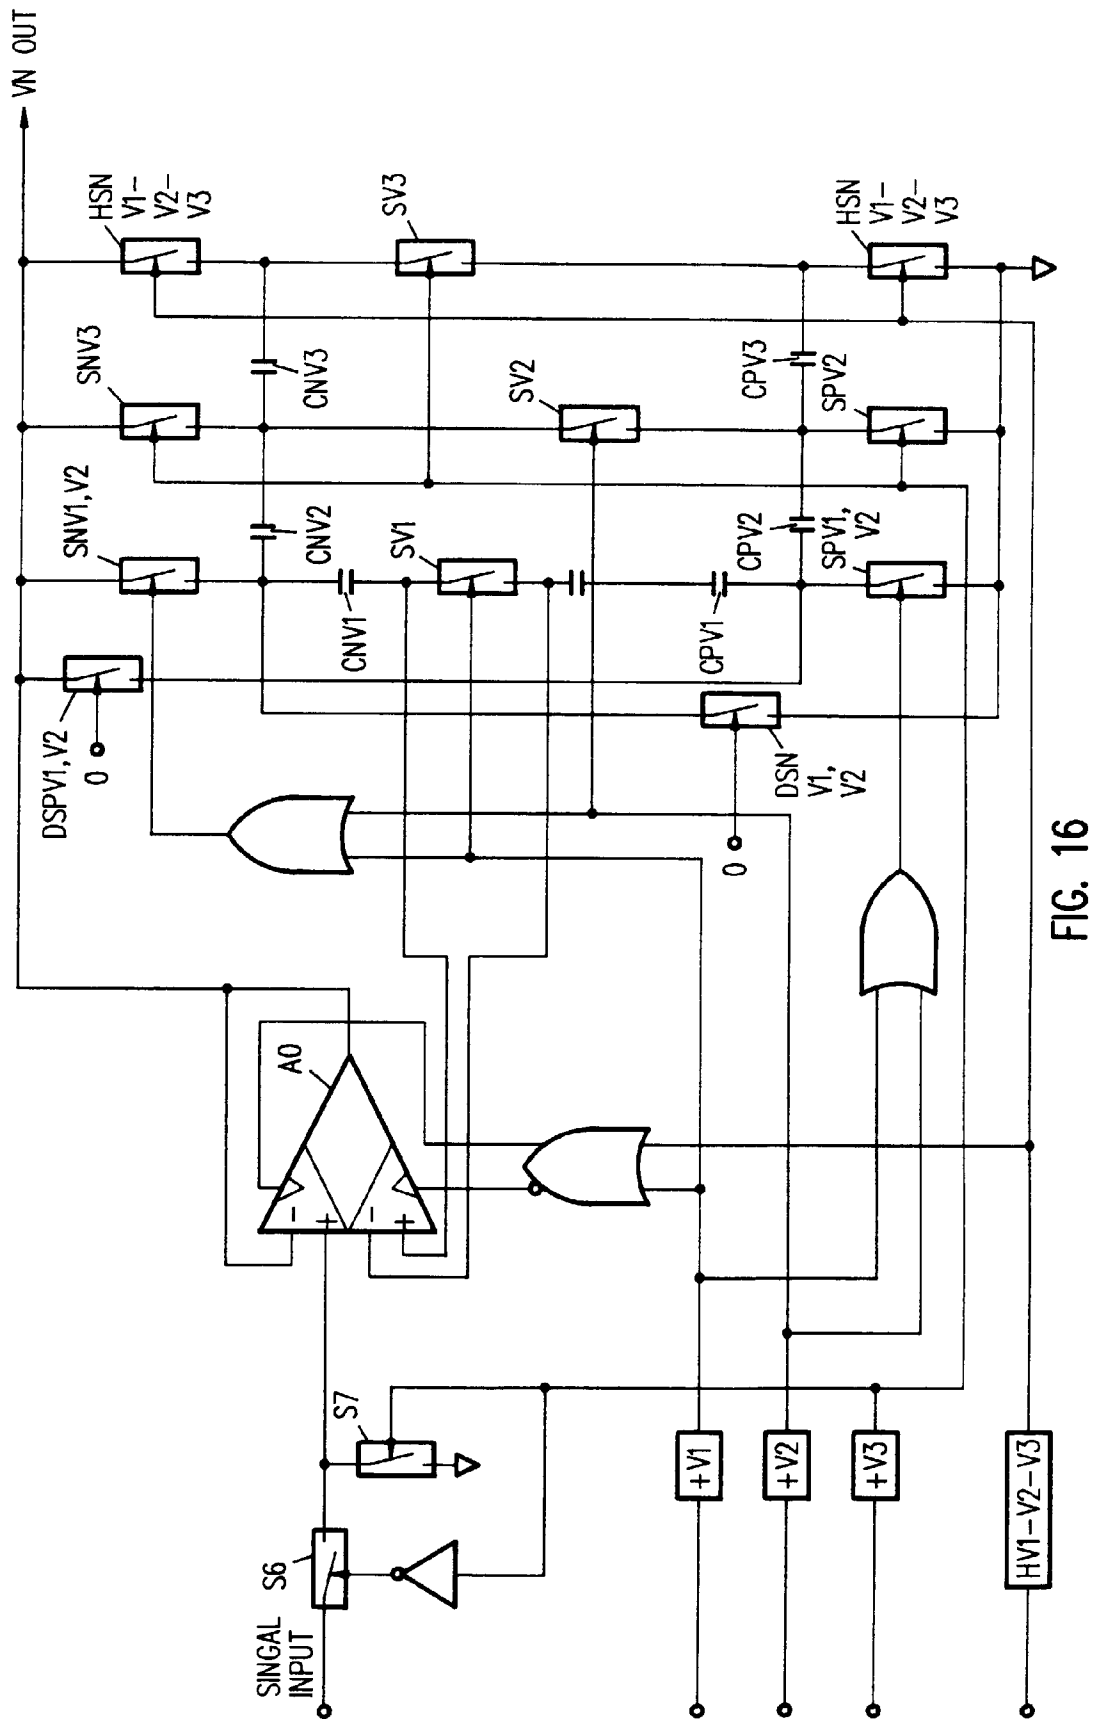 VN OUT
HSN
V1-
V2-
V3
SV3
HSN
V1-
V2-
V3
SNV3
CNV3
SV2
CPV3
SPV2
SNV1,V2
CNV2
SV1
CPV2
SPV1,
V2
CNV1
CPV1
DSPV1,V2
0
DSN
V1,
V2
0
A0
-
+
-
+
S7
S6
SINGAL
INPUT
+V1
+V2
+V3
HV1-V2-V3
FIG. 16